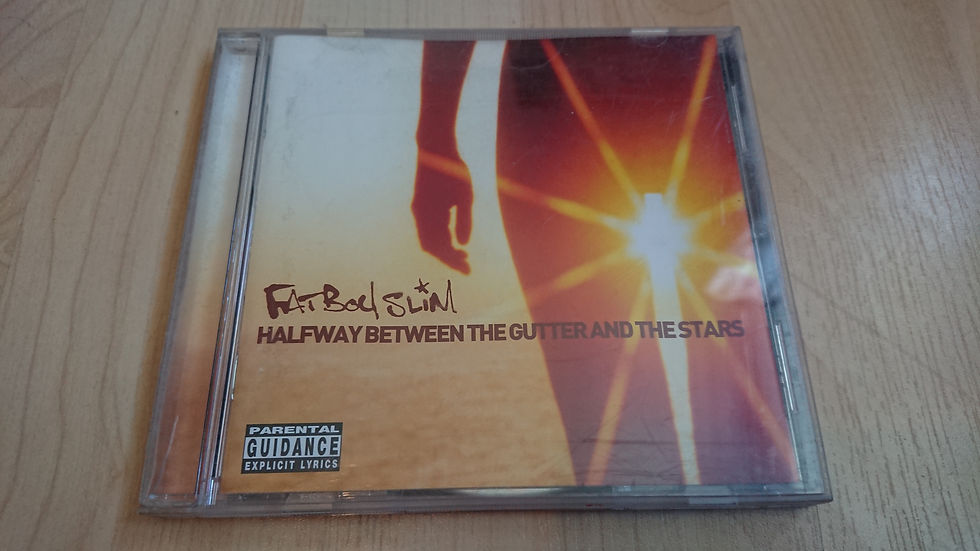 FATBOY SLIM
HALFWAY BETWEEN THE GUTTER AND THE STARS
PARENTAL
GUIDANCE
EXPLICIT LYRICS